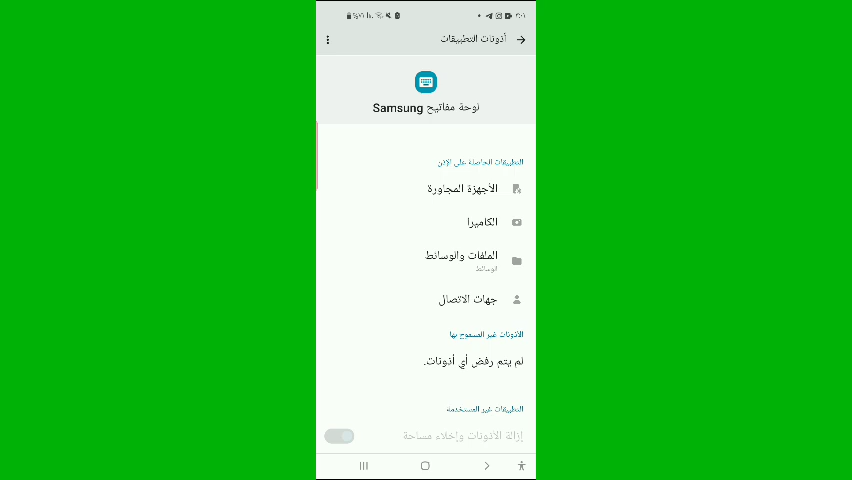 أذونات التطبيقات
لوحة مفاتيح Samsung
التطبيقات الحاصلة على الإذن
الأجهزة المجاورة
الكاميرا
الملفات والوسائط
الوسائط
جهات الاتصال
الأذونات غير المسموح بها
لم يتم رفض أي أذونات.
التطبيقات غير المستخدمة
إزالة الأذونات وإخلاء مساحة